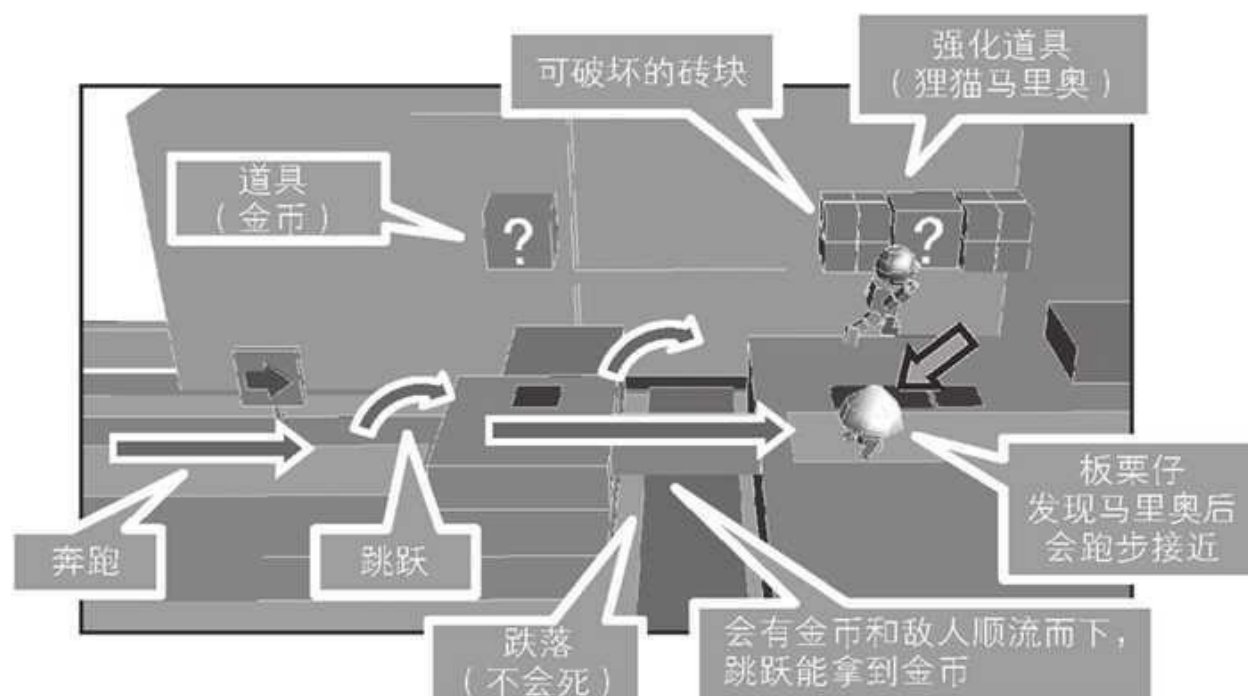 强化道具
（狸猫马里奥）
可破坏的砖块
道具
（金币）
?
?
奔跑
跳跃
板栗仔
发现马里奥后
会跑步接近
跌落
（不会死）
会有金币和敌人顺流而下，
跳跃能拿到金币